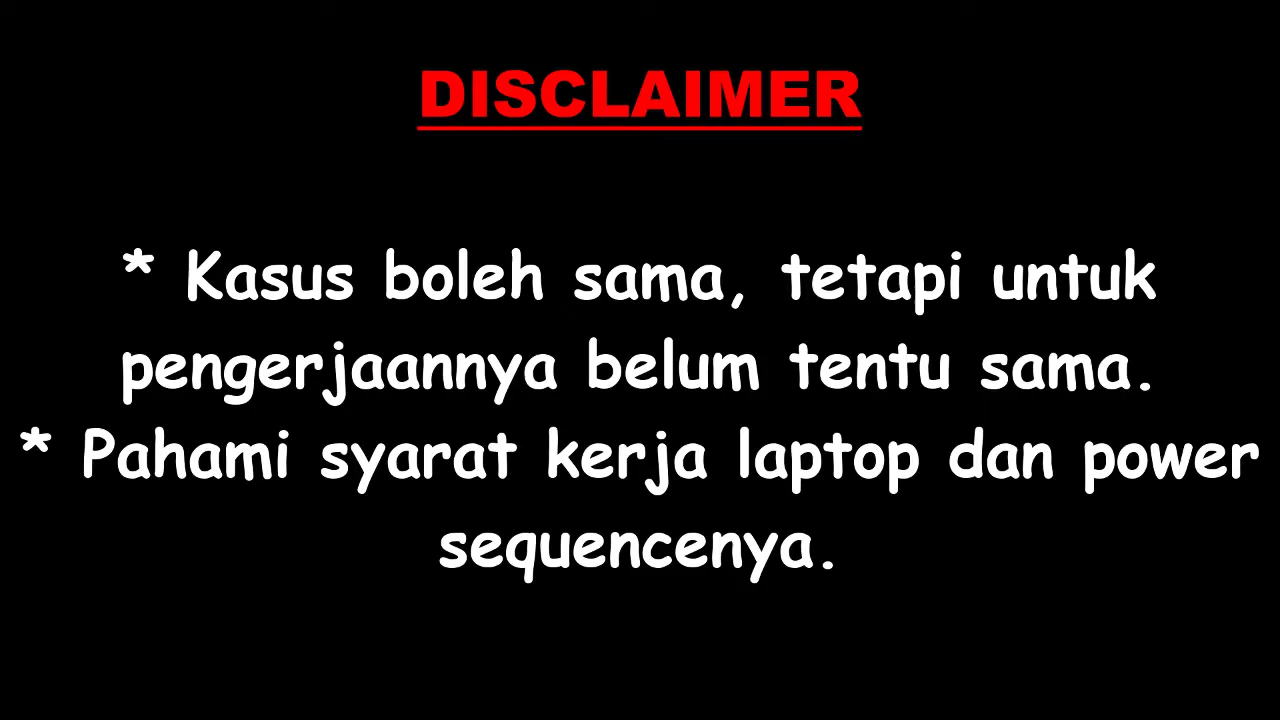 DISCLAIMER
* Kasus boleh sama, tetapi untuk
pengerjaannya belum tentu sama.
* Pahami syarat kerja laptop dan power
sequencenya.